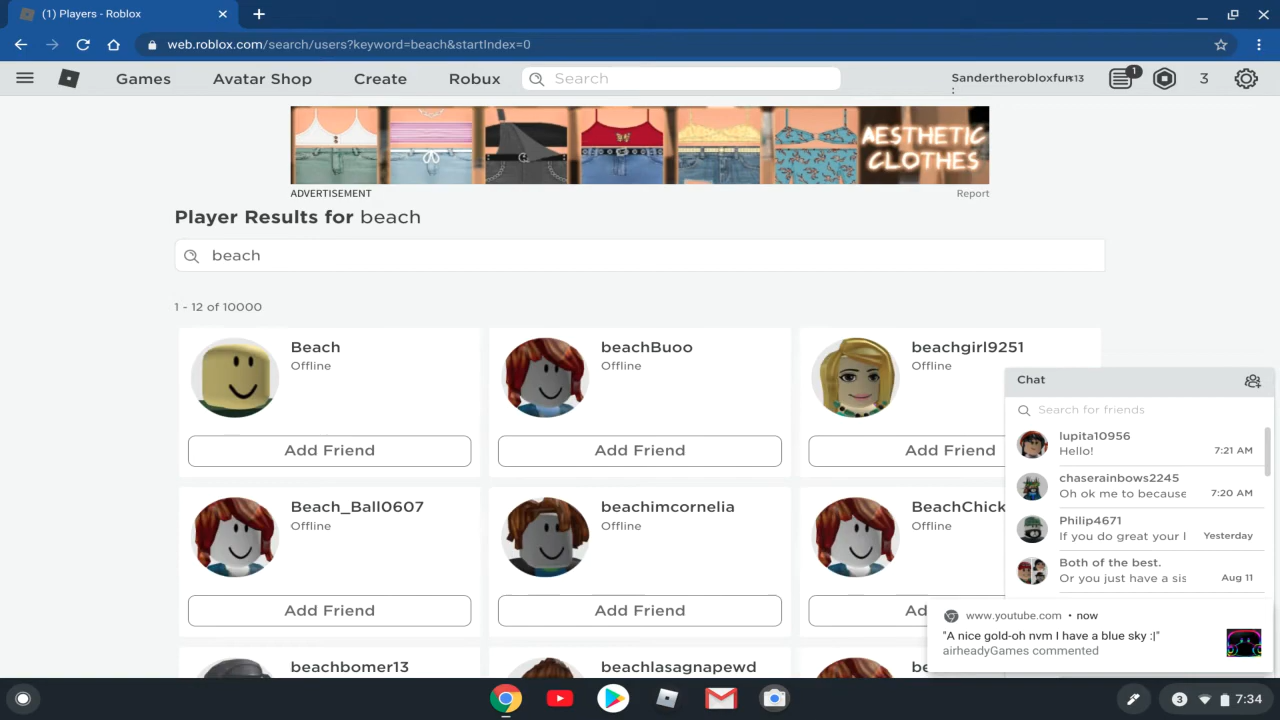 (1) Players - Roblox
web.roblox.com/search/users?keyword=beach&startIndex=0
Games Avatar Shop Create Robux Search Sandertherobloxfun13 : 1 3
AESTHETIC
CLOTHES
ADVERTISEMENT Report
Player Results for beach
beach
1 - 12 of 10000
Beach
Offline
Add Friend
beachBuoo
Offline
Add Friend
beachgirl9251
Offline
Add Friend
Beach_Ball0607
Offline
Add Friend
beachimcornelia
Offline
Add Friend
BeachChick
Offline
Ad
beachbomer13
beachlasagnapewd
be
Chat
Search for friends
lupita10956
Hello! 7:21 AM
chaserainbows2245
Oh ok me to because 7:20 AM
Philip4671
If you do great your l Yesterday
Both of the best.
Or you just have a sis Aug 11
www.youtube.com • now
"A nice gold-oh nvm I have a blue sky :|"
airheadyGames commented
3 7:34